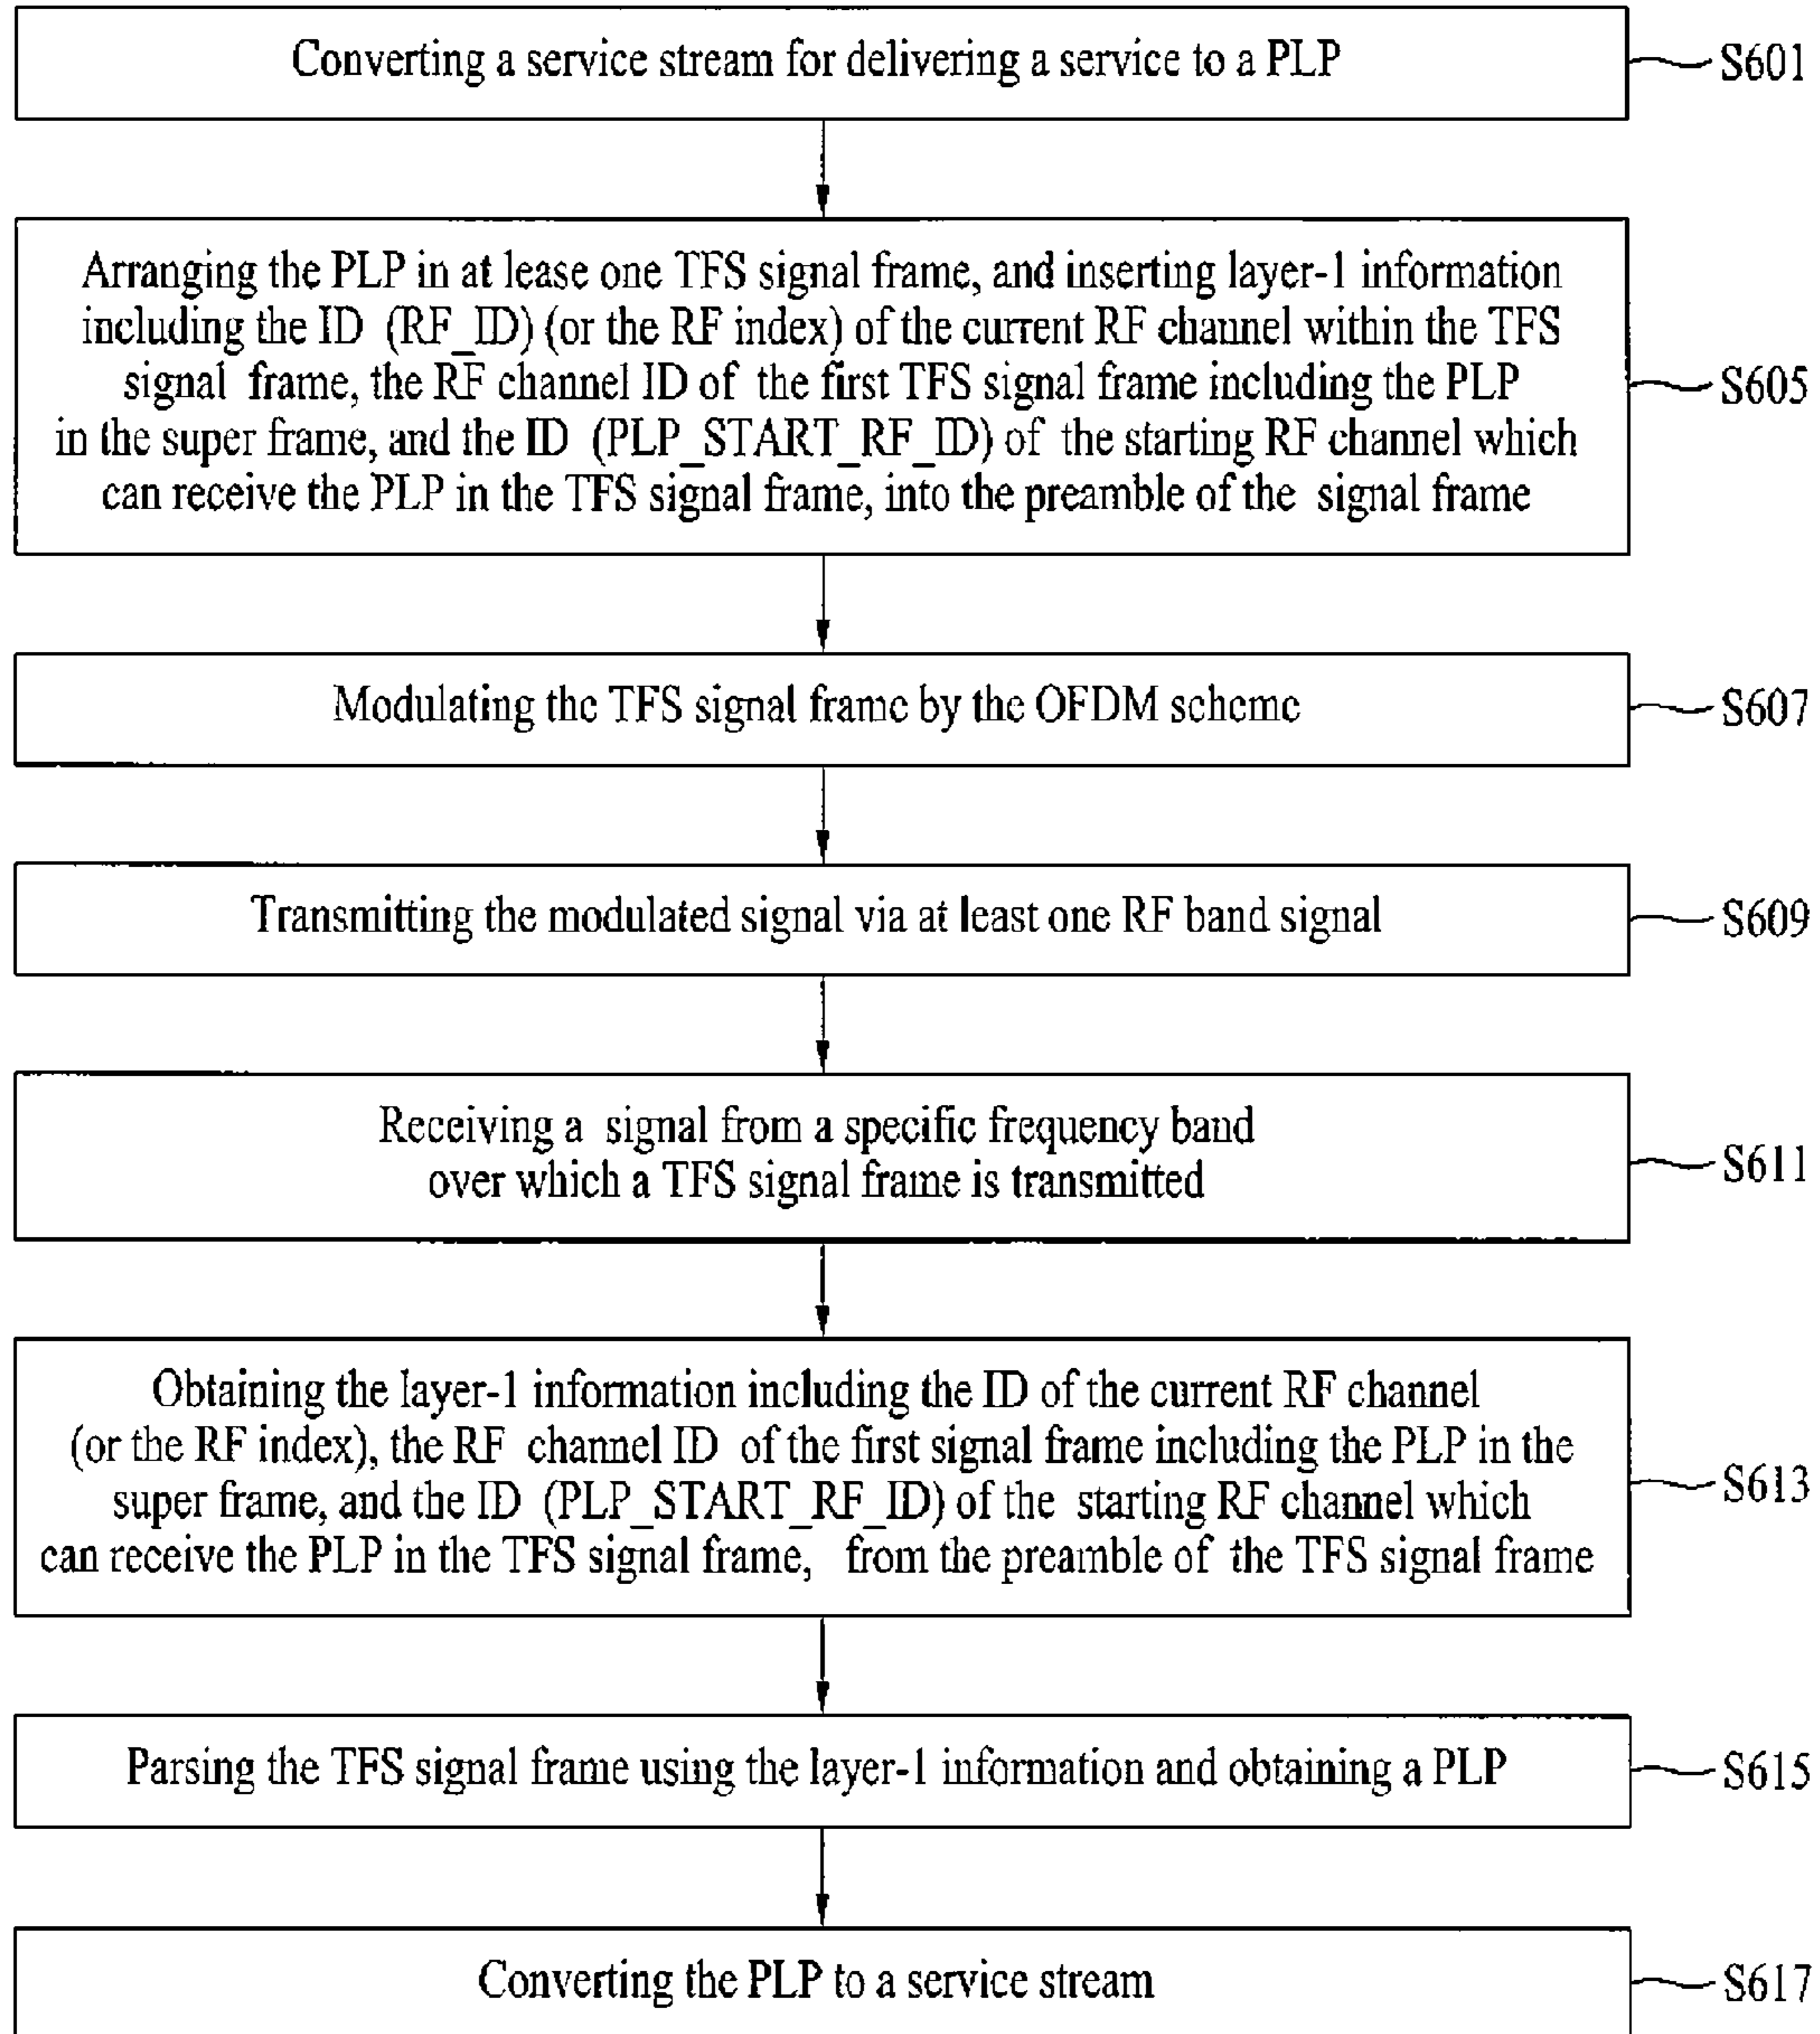 Converting a service stream for delivering a service to a PLP
S601
Arranging the PLP in at lease one TFS signal frame, and inserting layer-1 information
including the ID (RF_ID) (or the RF index) of the current RF channel within the TFS
signal frame, the RF channel ID of the first TFS signal frame including the PLP
in the super frame, and the ID (PLP_START_RF_ID) of the starting RF channel which
can receive the PLP in the TFS signal frame, into the preamble of the signal frame
S605
Modulating the TFS signal frame by the OFDM scheme
S607
Transmitting the modulated signal via at least one RF band signal
S609
Receiving a signal from a specific frequency band
over which a TFS signal frame is transmitted
S611
Obtaining the layer-1 information including the ID of the current RF channel
(or the RF index), the RF channel ID of the first signal frame including the PLP in the
super frame, and the ID (PLP_START_RF_ID) of the starting RF channel which
can receive the PLP in the TFS signal frame, from the preamble of the TFS signal frame
S613
Parsing the TFS signal frame using the layer-1 information and obtaining a PLP
S615
Converting the PLP to a service stream
S617